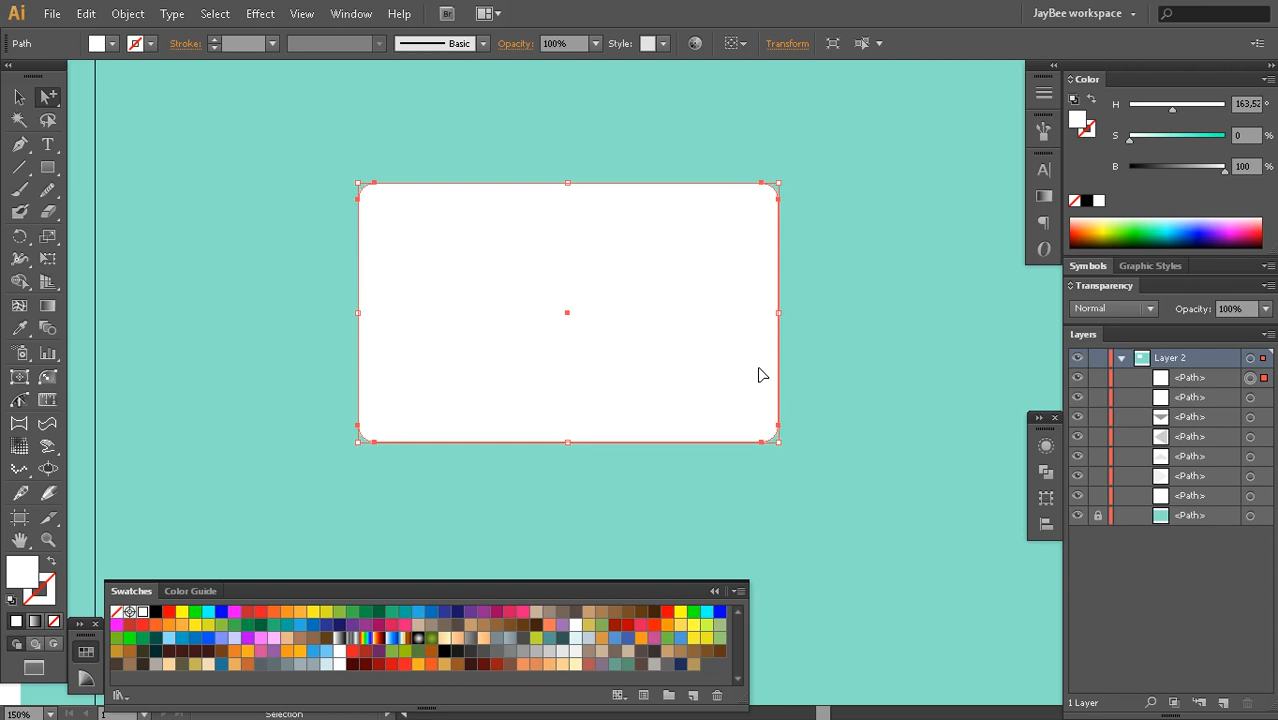 Ai File Edit Object Type Select Effect View Window Help Br JayBee workspace
Path Stroke: Basic Opacity: 100% Style: Transform
Color
H 163,52 °
S 0 %
B 100 %
Symbols Graphic Styles
Transparency
Normal Opacity: 100%
Layers
Layer 2
<Path>
<Path>
<Path>
<Path>
<Path>
<Path>
<Path>
<Path>
Swatches Color Guide
1 Layer
150% 1 Selection